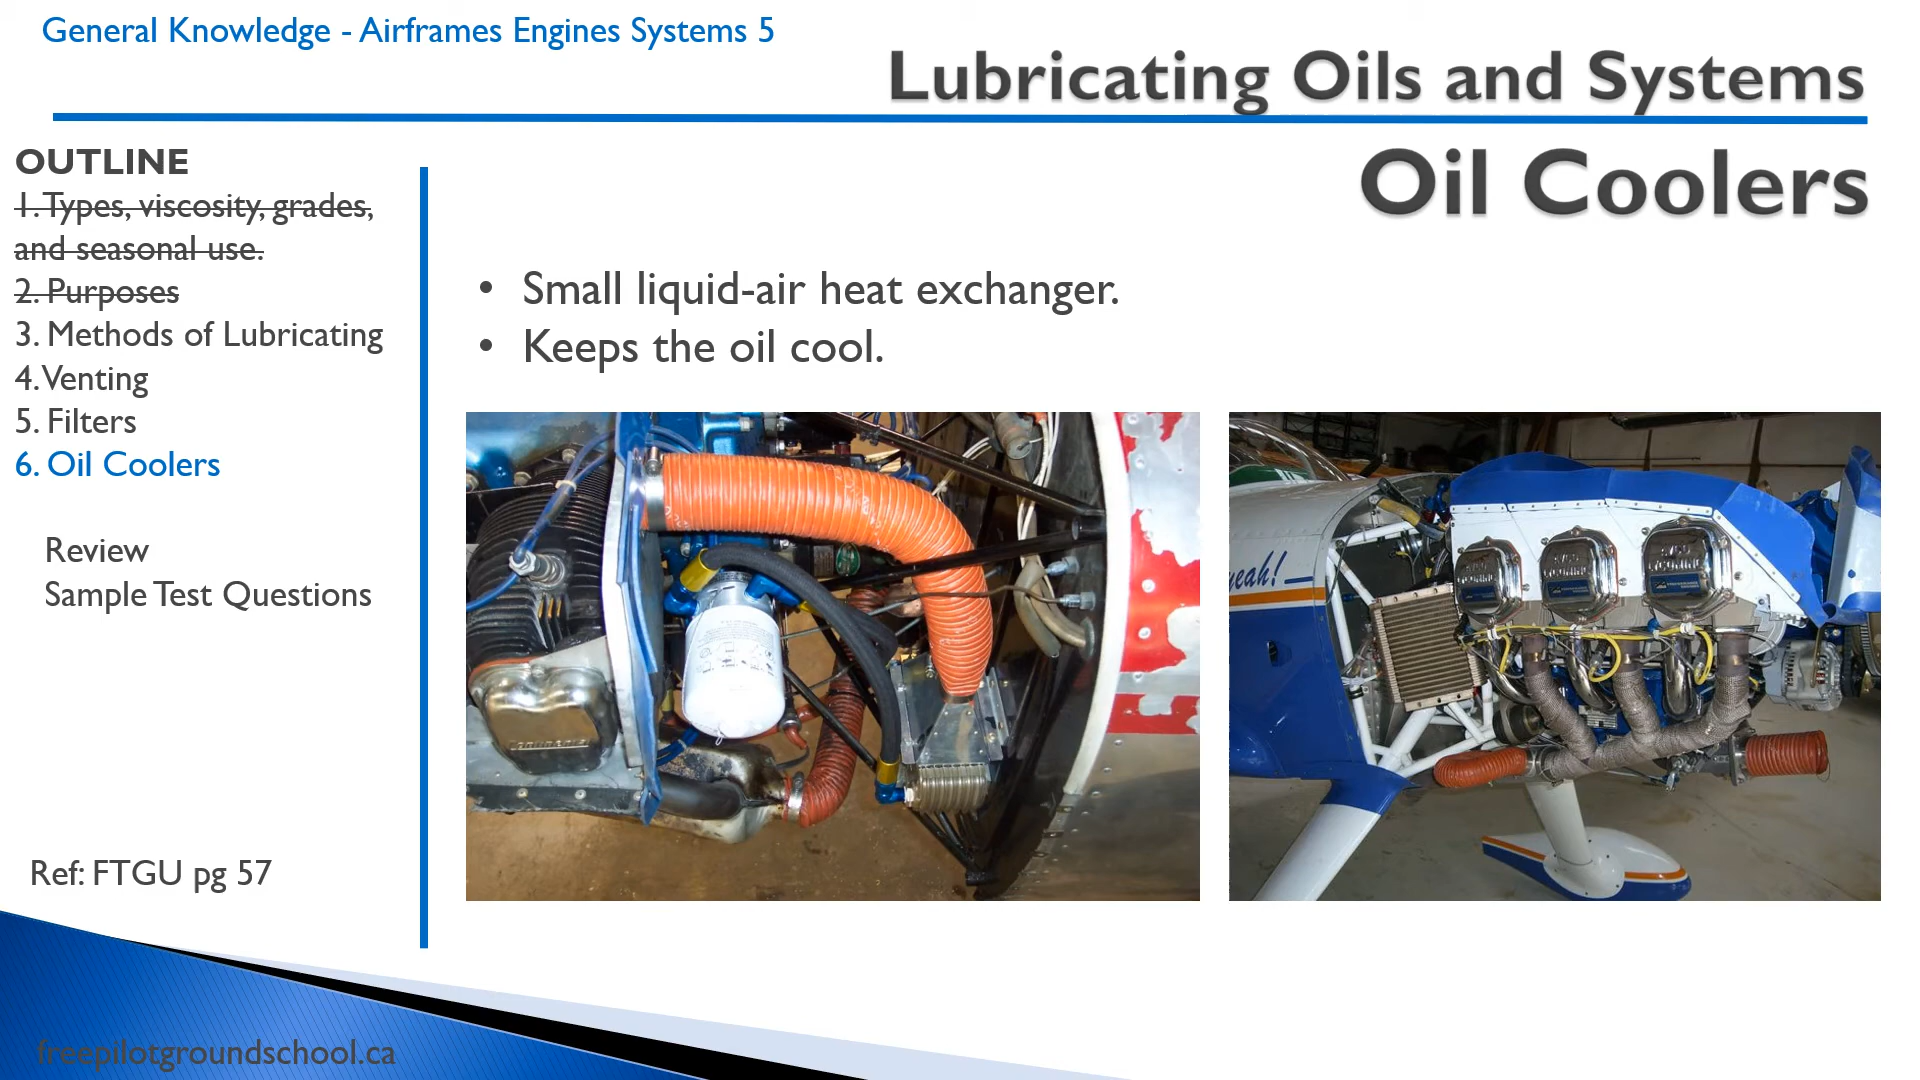 General Knowledge - Airframes Engines Systems 5
Lubricating Oils and Systems
OUTLINE
1. Types, viscosity, grades,
and seasonal use.
2. Purposes
3. Methods of Lubricating
4. Venting
5. Filters
6. Oil Coolers
Review
Sample Test Questions
Ref: FTGU pg 57
freepilotgroundschool.ca
Oil Coolers
• Small liquid-air heat exchanger.
• Keeps the oil cool.
yeah!